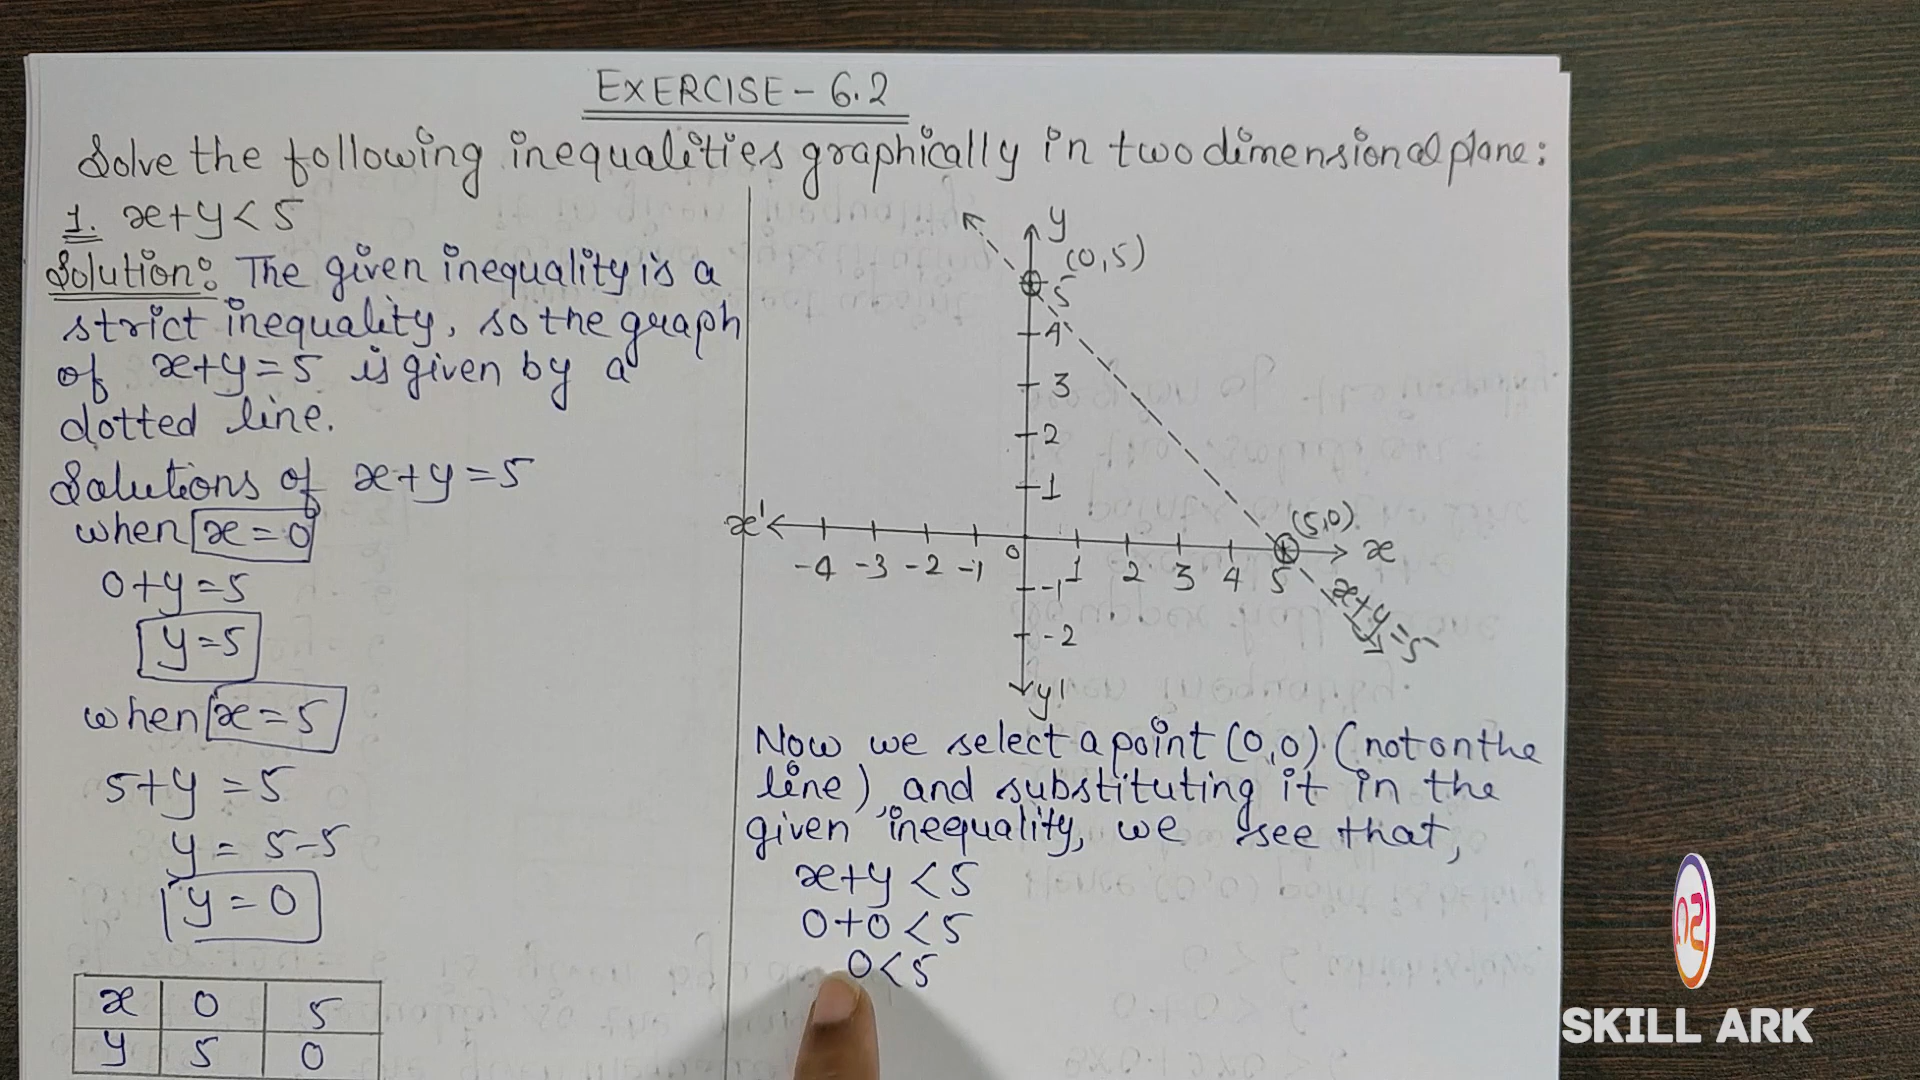 EXERCISE - 6.2
Solve the following inequalities graphically in two dimensional plane:
1. x+y < 5
Solution: The given inequality is a
strict inequality, so the graph
of x+y=5 is given by a
dotted line.
Solutions of x+y=5
when x=0
0+y=5
y=5
when x=5
5+y=5
y = 5-5
y=0
x 0 5
y 5 0
y
(0,5)
5
4
3
2
1
(5,0)
x' -4 -3 -2 -1 0 1 2 3 4 5 x
-1
-2
x+y=5
y'
Now we select a point (0,0) (not on the
line) and substituting it in the
given inequality, we see that,
x+y < 5
0+0 < 5
0 < 5
SKILL ARK